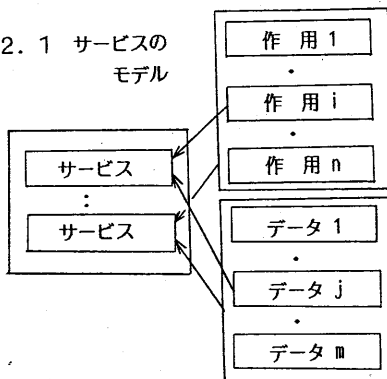 2.1 サービスの
モデル
作 用 1
・
作 用 i
・
作 用 n
サービス
:
サービス
データ 1
・
データ j
・
データ m